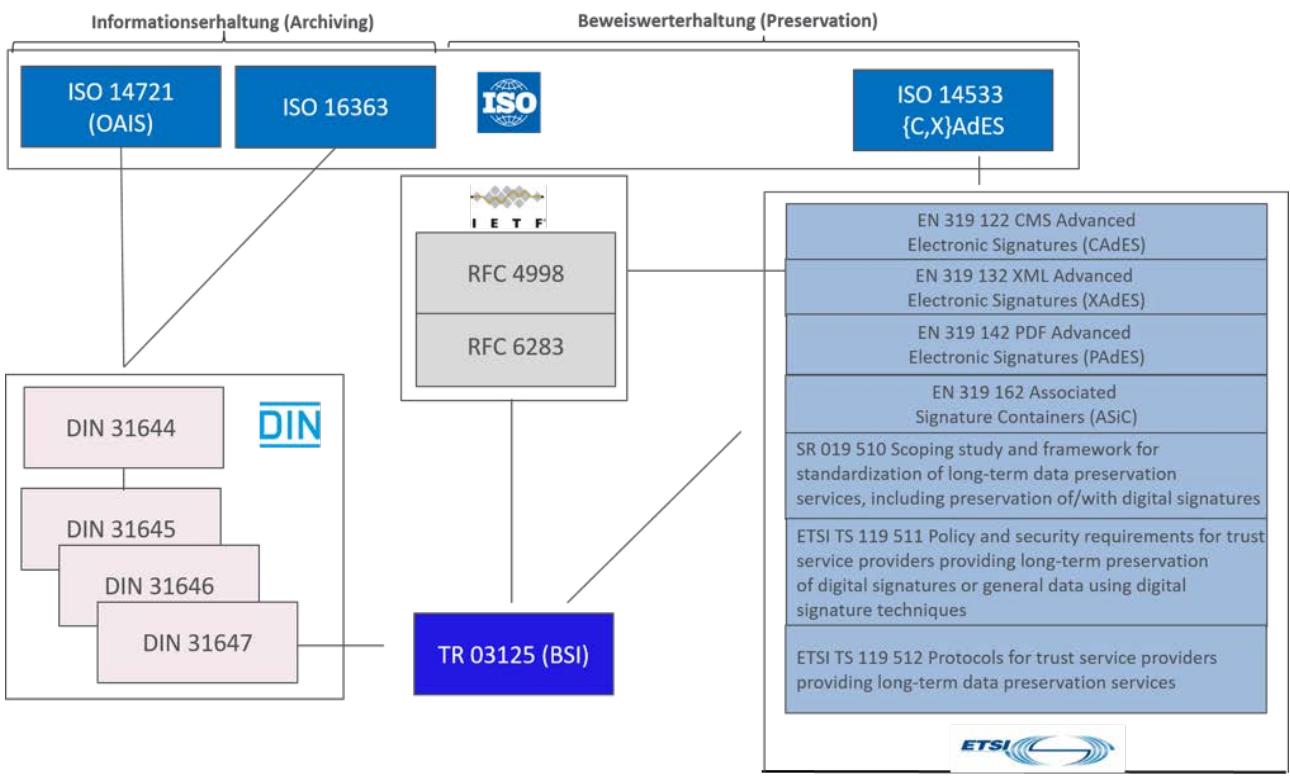 Informationserhaltung (Archiving)
Beweiswerterhaltung (Preservation)
ISO 14721
(OAIS)
ISO 16363
ISO
ISO 14533
{C,X}AdES
I E T F
RFC 4998
RFC 6283
EN 319 122 CMS Advanced
Electronic Signatures (CAdES)
EN 319 132 XML Advanced
Electronic Signatures (XAdES)
EN 319 142 PDF Advanced
Electronic Signatures (PAdES)
EN 319 162 Associated
Signature Containers (ASiC)
SR 019 510 Scoping study and framework for
standardization of long-term data preservation
services, including preservation of/with digital signatures
ETSI TS 119 511 Policy and security requirements for trust
service providers providing long-term preservation
of digital signatures or general data using digital
signature techniques
ETSI TS 119 512 Protocols for trust service providers
providing long-term data preservation services
ETSI
DIN 31644
DIN
DIN 31645
DIN 31646
DIN 31647
TR 03125 (BSI)